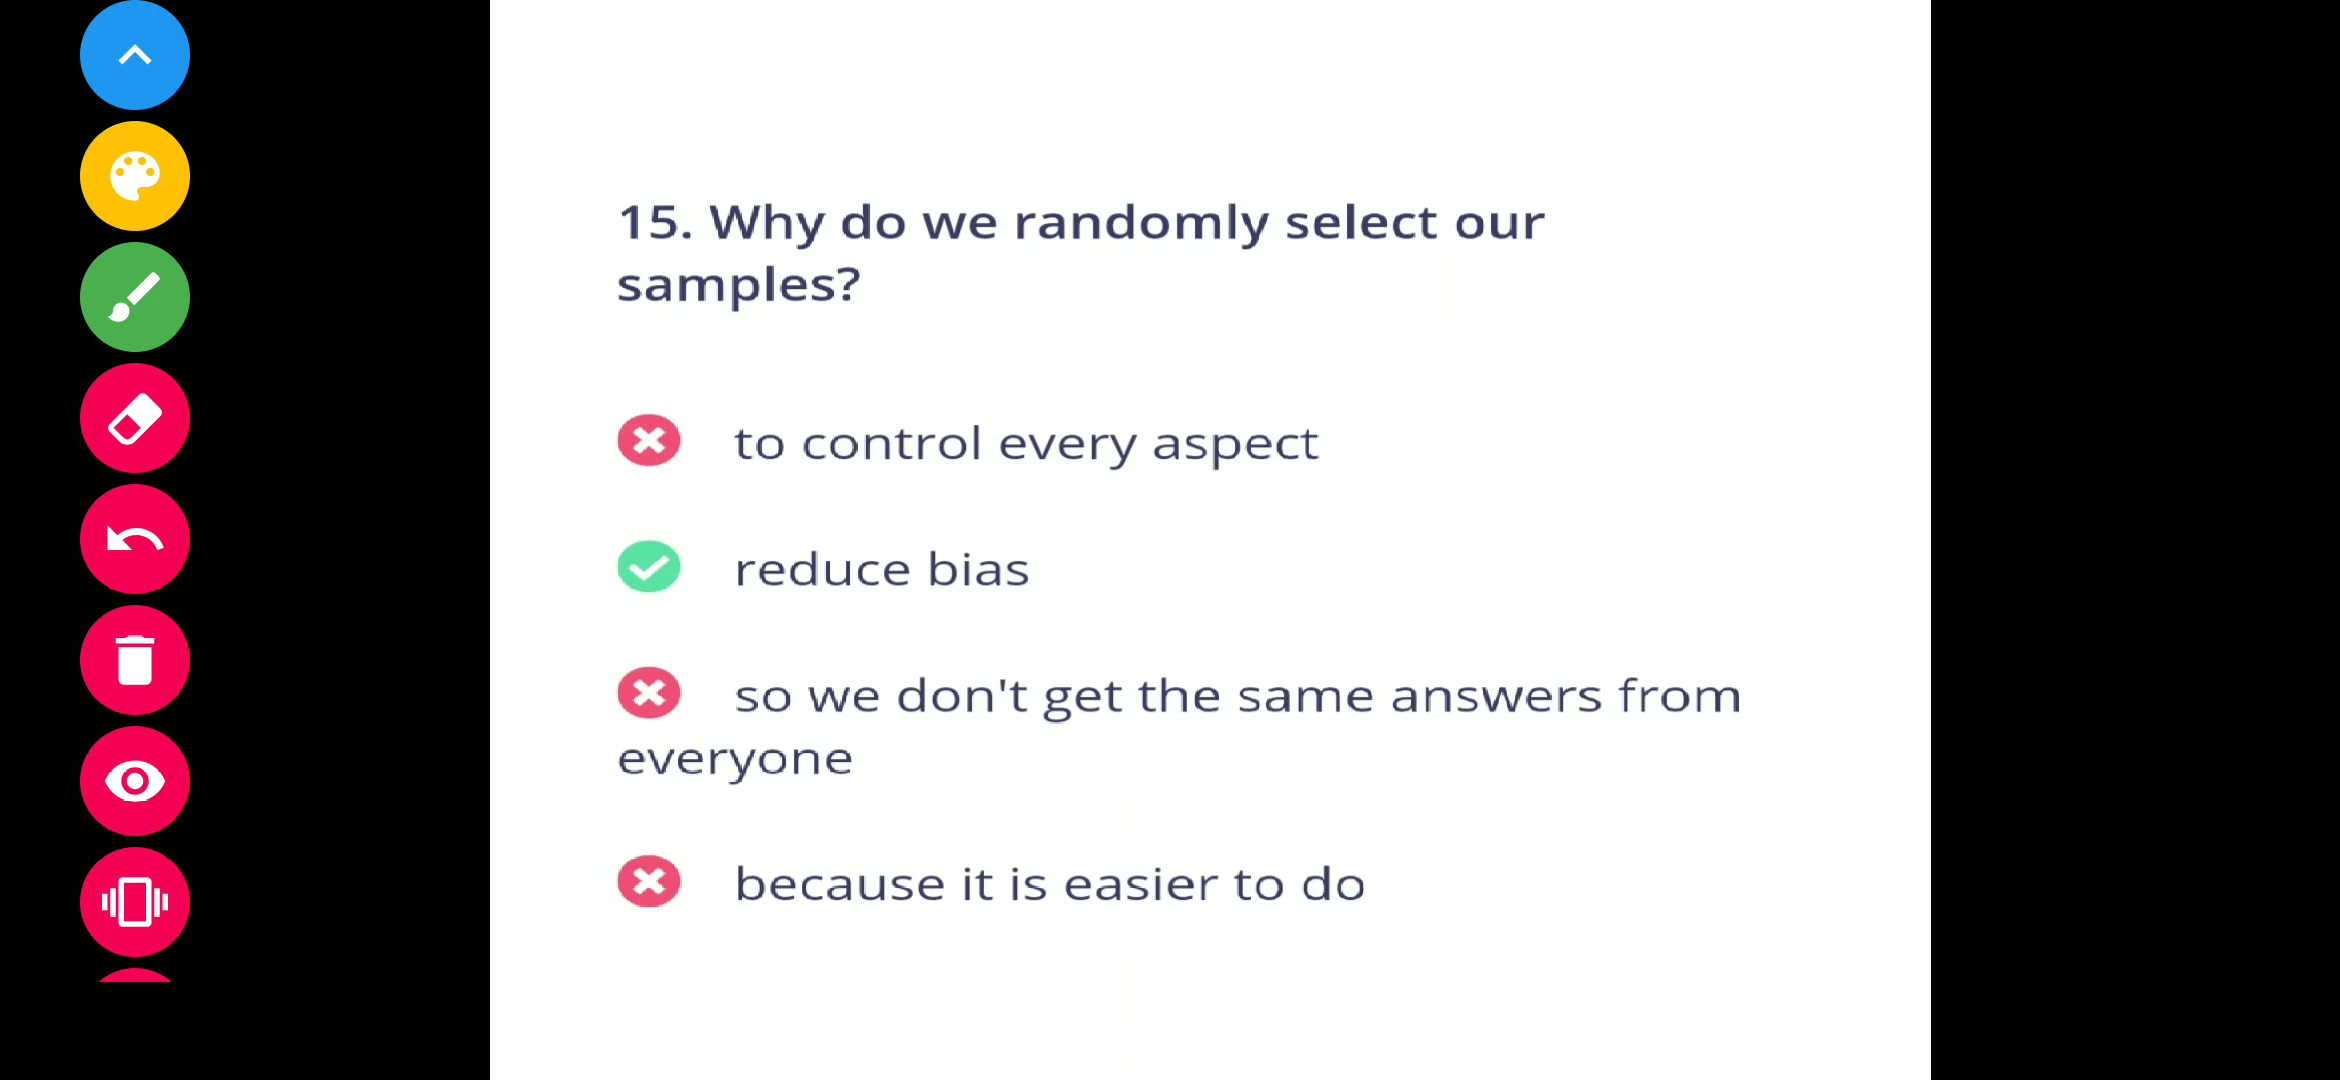 15. Why do we randomly select our
samples?
to control every aspect
reduce bias
so we don't get the same answers from
everyone
because it is easier to do